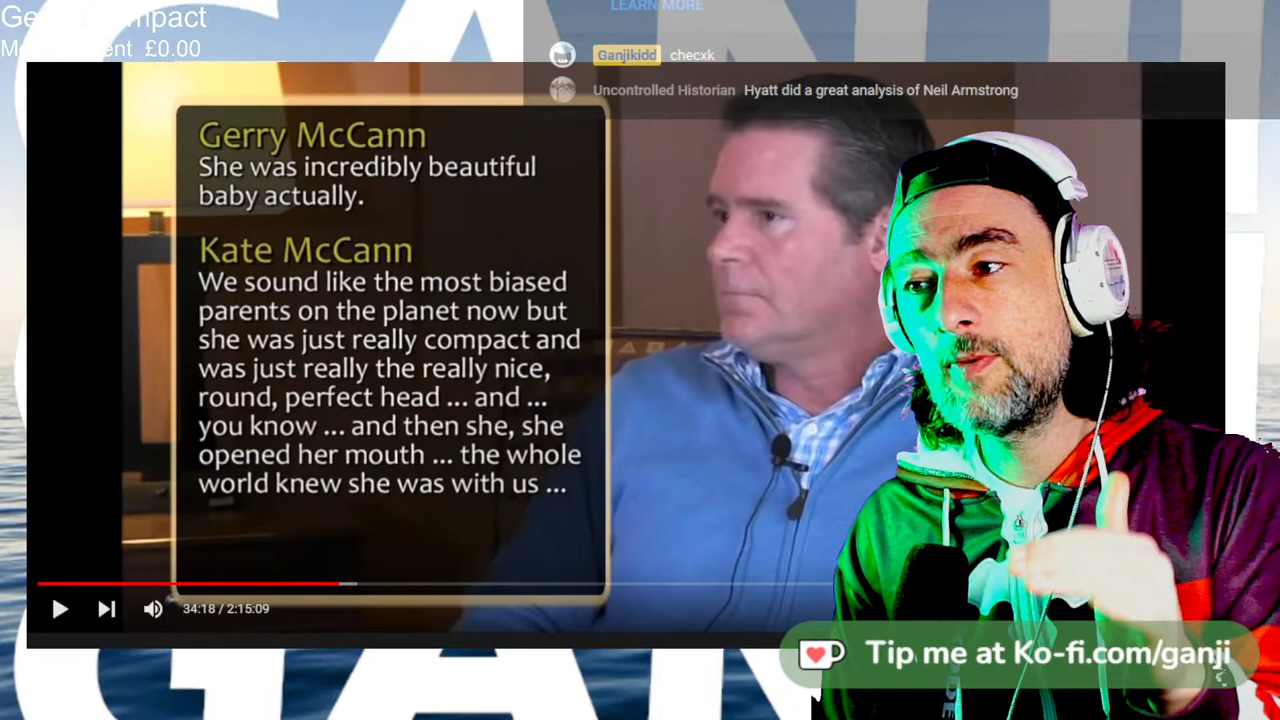 LEARN MORE
£0.00
Ganjikidd checxk
Uncontrolled Historian Hyatt did a great analysis of Neil Armstrong
Gerry McCann
She was incredibly beautiful
baby actually.
Kate McCann
We sound like the most biased
parents on the planet now but
she was just really compact and
was just really the really nice,
round, perfect head ... and ...
you know ... and then she, she
opened her mouth ... the whole
world knew she was with us ...
34:18 / 2:15:09
Tip me at Ko-fi.com/ganji